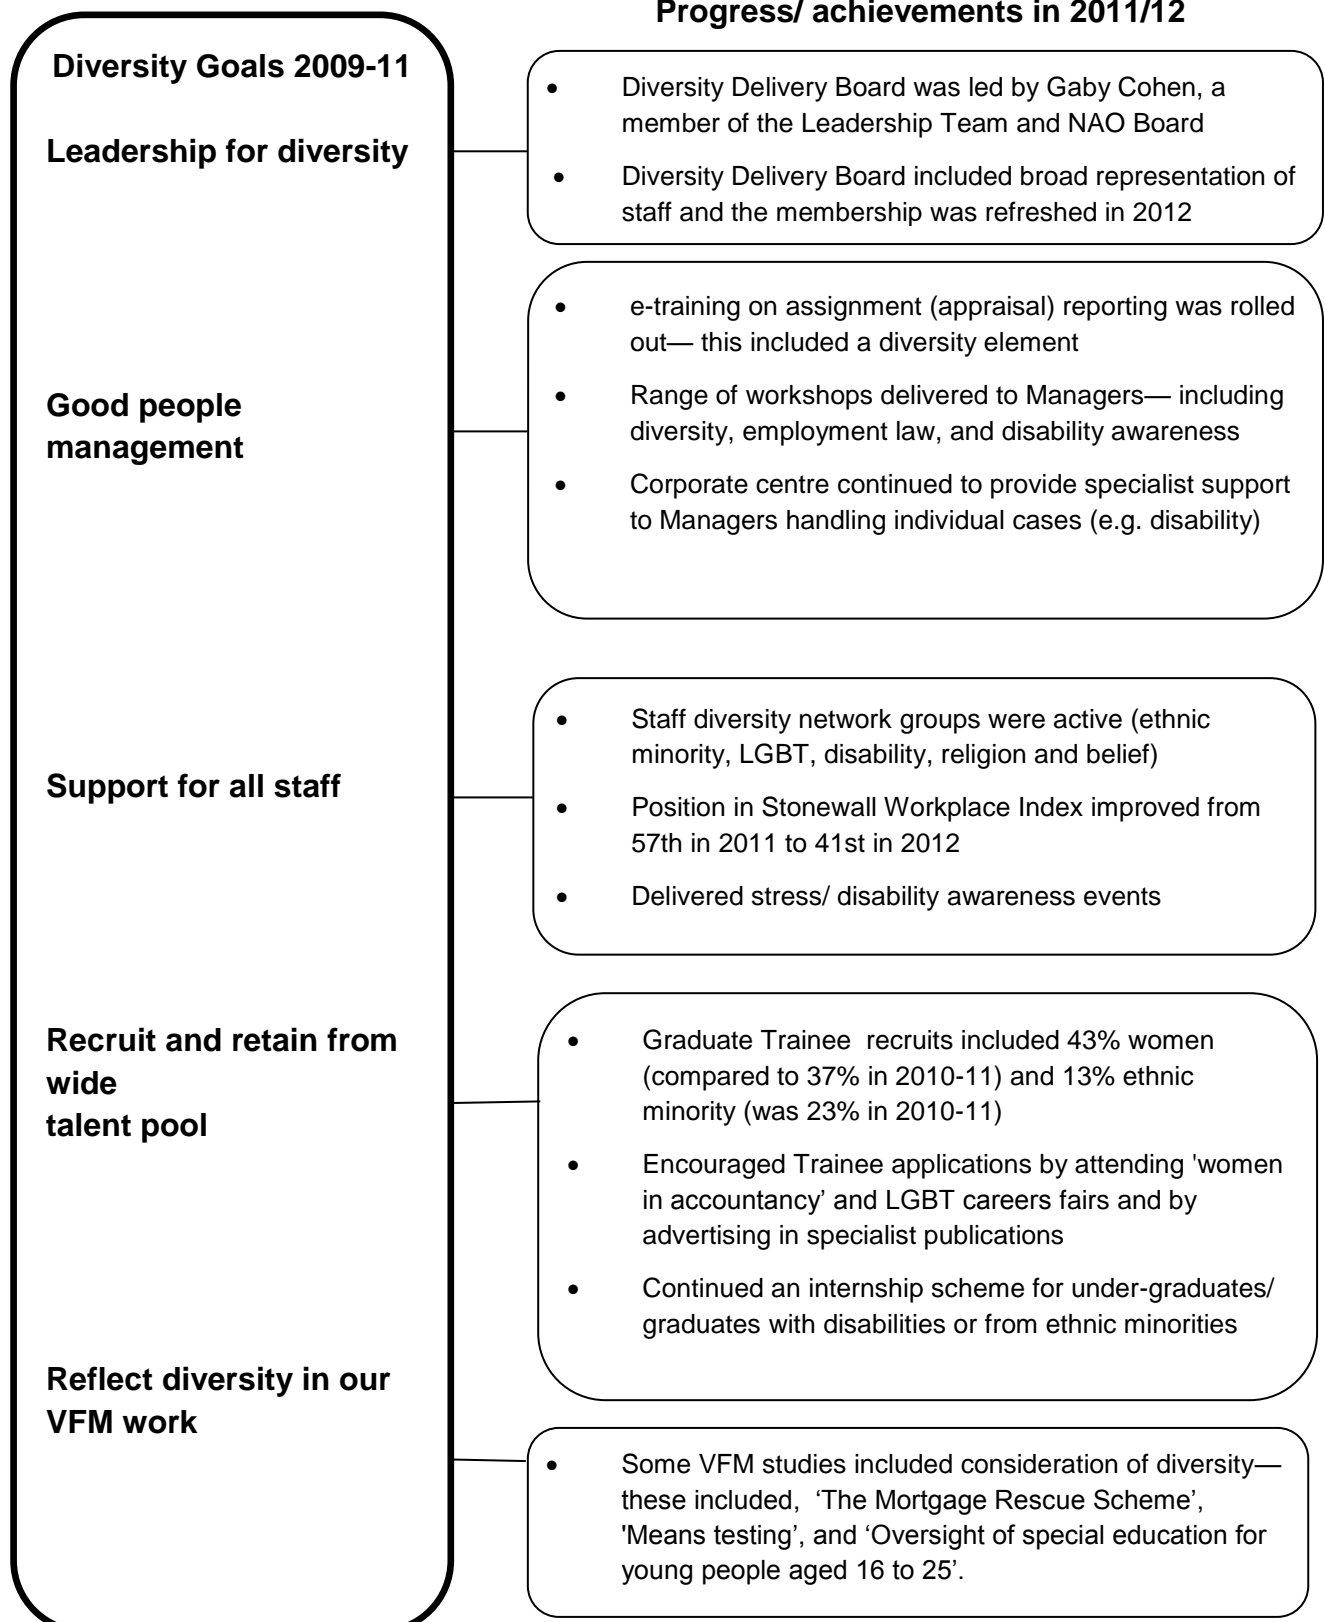 Progress/ achievements in 2011/12
Diversity Goals 2009-11
Leadership for diversity
• Diversity Delivery Board was led by Gaby Cohen, a
member of the Leadership Team and NAO Board
• Diversity Delivery Board included broad representation of
staff and the membership was refreshed in 2012
Good people
management
• e-training on assignment (appraisal) reporting was rolled
out— this included a diversity element
• Range of workshops delivered to Managers— including
diversity, employment law, and disability awareness
• Corporate centre continued to provide specialist support
to Managers handling individual cases (e.g. disability)
Support for all staff
• Staff diversity network groups were active (ethnic
minority, LGBT, disability, religion and belief)
• Position in Stonewall Workplace Index improved from
57th in 2011 to 41st in 2012
• Delivered stress/ disability awareness events
Recruit and retain from
wide
talent pool
• Graduate Trainee  recruits included 43% women
(compared to 37% in 2010-11) and 13% ethnic
minority (was 23% in 2010-11)
• Encouraged Trainee applications by attending 'women
in accountancy’ and LGBT careers fairs and by
advertising in specialist publications
• Continued an internship scheme for under-graduates/
graduates with disabilities or from ethnic minorities
Reflect diversity in our
VFM work
• Some VFM studies included consideration of diversity—
these included,  ‘The Mortgage Rescue Scheme’,
'Means testing’, and ‘Oversight of special education for
young people aged 16 to 25’.